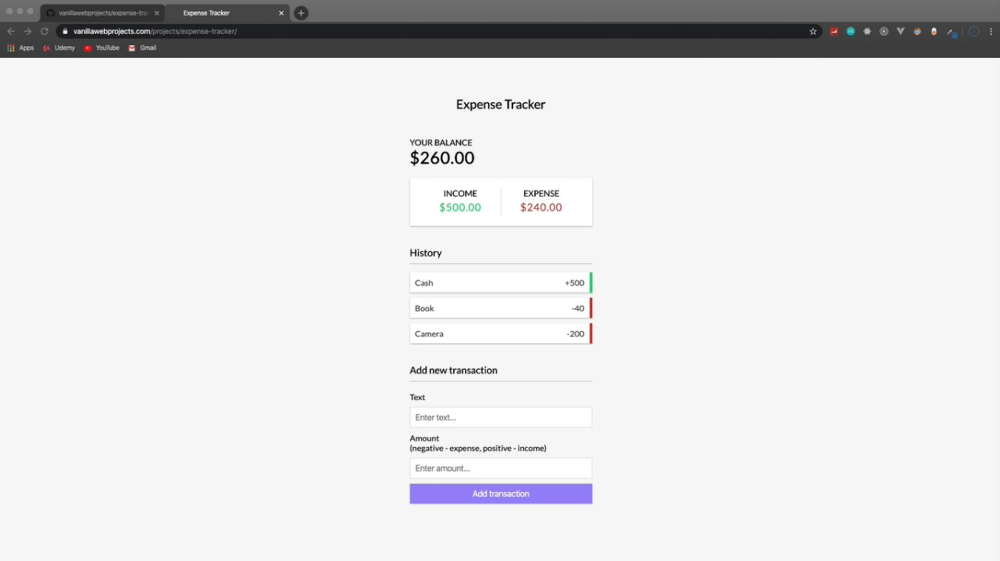 vanillawebprojects/expense-trac
Expense Tracker
vanillawebprojects.com/projects/expense-tracker/
Apps
Udemy
YouTube
Gmail
Expense Tracker
YOUR BALANCE
$260.00
INCOME
EXPENSE
$500.00
$240.00
History
Cash
+500
Book
-40
Camera
-200
Add new transaction
Text
Enter text...
Amount
(negative - expense, positive - income)
Enter amount...
Add transaction